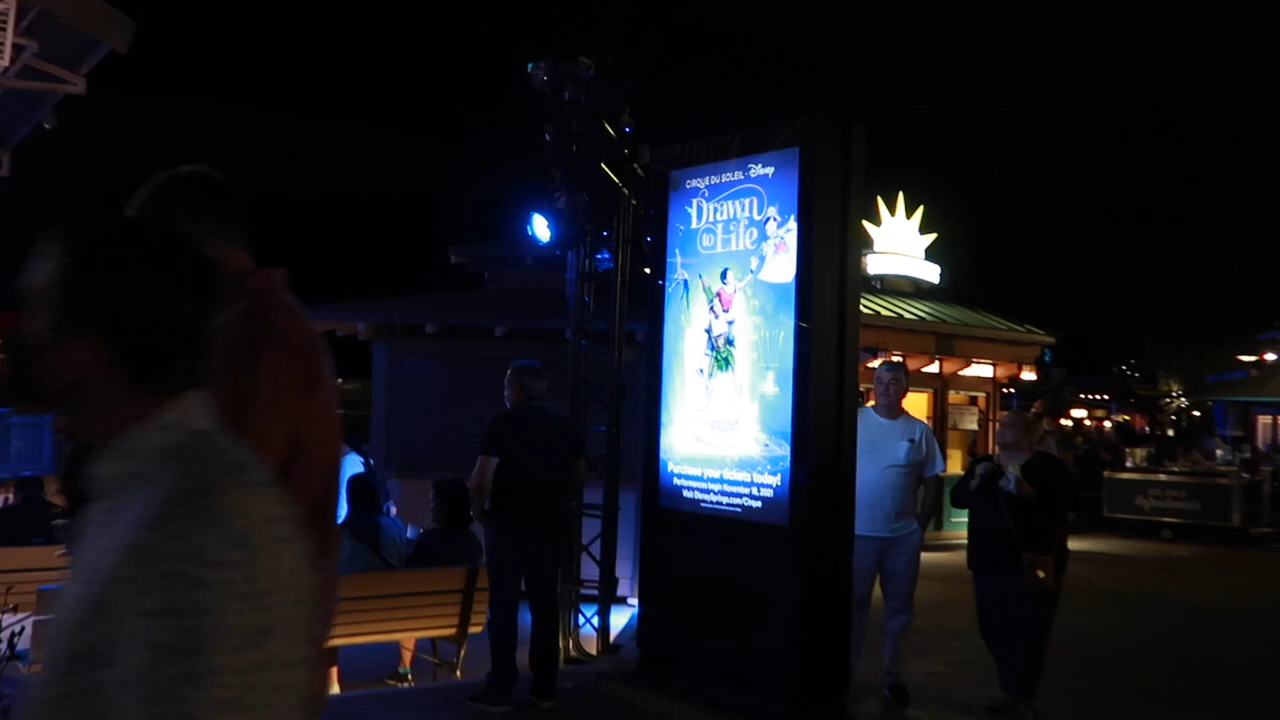 CIRQUE DU SOLEIL · Disney
Drawn
to Life
Purchase your tickets today!
Performances begin November 18, 2021
Visit DisneySprings.com/Cirque